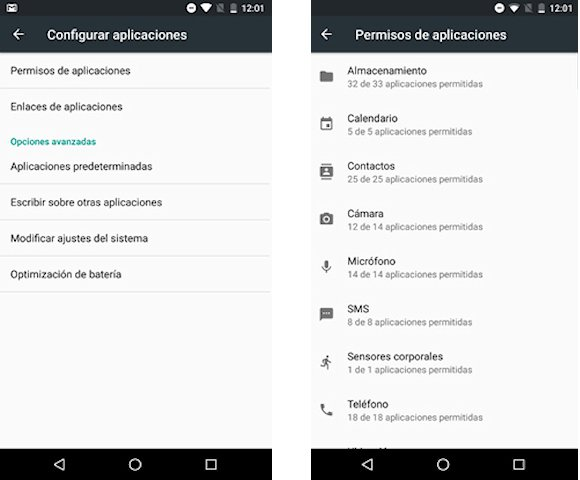 12:01
Configurar aplicaciones
Permisos de aplicaciones
Enlaces de aplicaciones
Opciones avanzadas
Aplicaciones predeterminadas
Escribir sobre otras aplicaciones
Modificar ajustes del sistema
Optimización de batería
12:01
Permisos de aplicaciones
Almacenamiento
32 de 33 aplicaciones permitidas
Calendario
5 de 5 aplicaciones permitidas
Contactos
25 de 25 aplicaciones permitidas
Cámara
12 de 14 aplicaciones permitidas
Micrófono
14 de 14 aplicaciones permitidas
SMS
8 de 8 aplicaciones permitidas
Sensores corporales
1 de 1 aplicaciones permitidas
Teléfono
18 de 18 aplicaciones permitidas